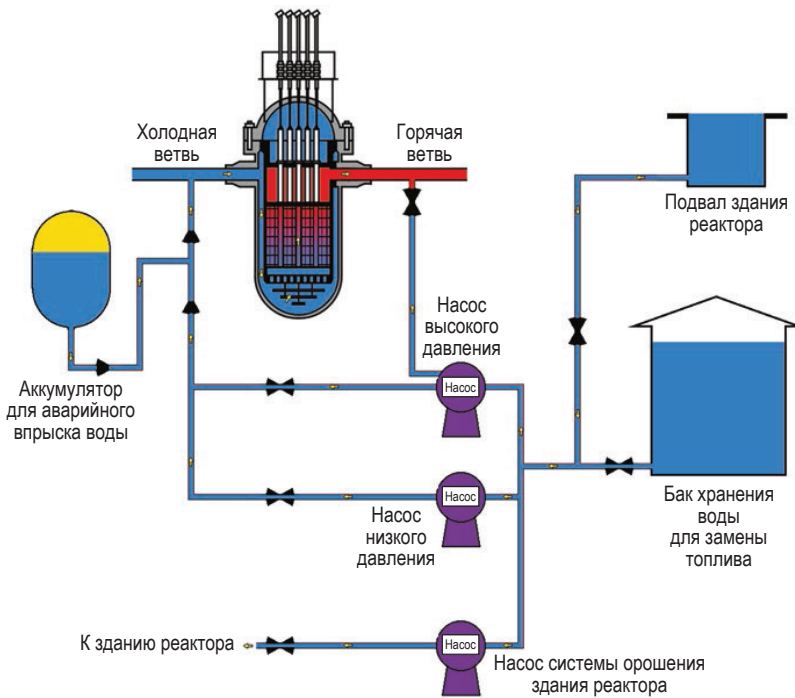 Холодная
ветвь
Горячая
ветвь
Подвал здания
реактора
Насос
высокого
давления
Насос
Аккумулятор
для аварийного
впрыска воды
Насос
Насос
низкого
давления
Бак хранения
воды
для замены
топлива
К зданию реактора
Насос
Насос системы орошения
здания реактора